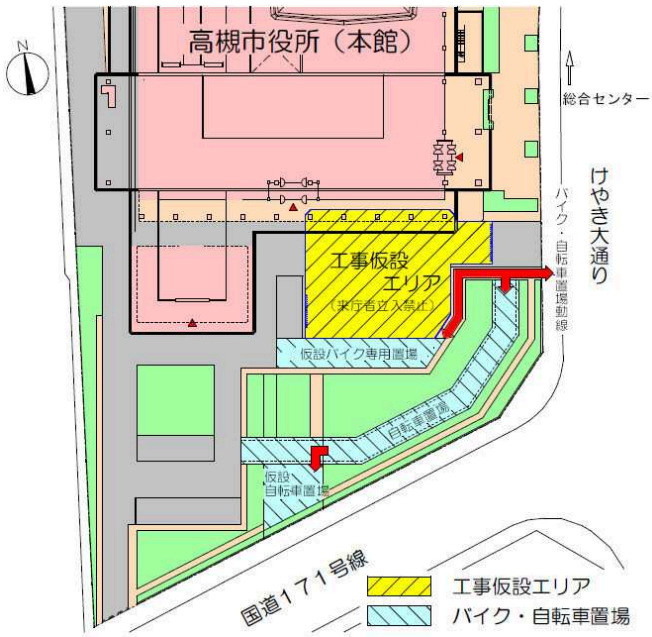 高槻市役所（本館）
N
総合センター
けやき大通り
バイク・自転車置場動線
工事仮設
エリア
（来庁者立入禁止）
仮設バイク専用置場
自転車置場
仮設
自転車置場
国道171号線
工事仮設エリア
バイク・自転車置場